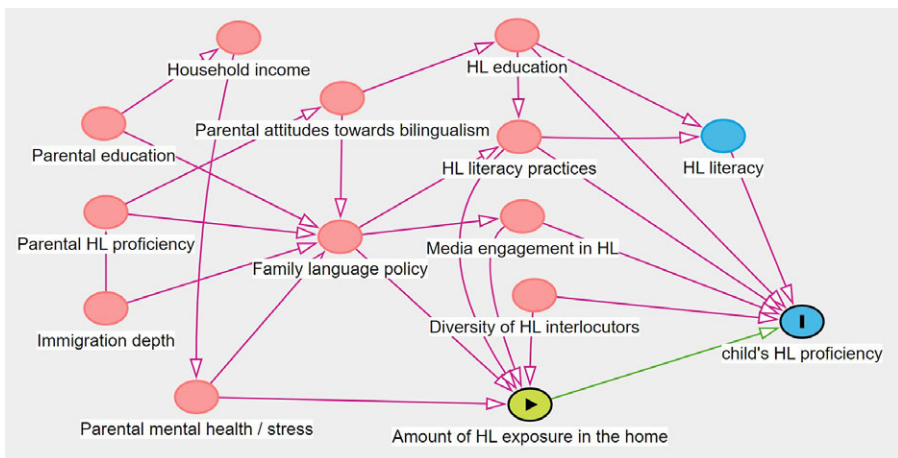 Household income
HL education
Parental attitudes towards bilingualism
Parental education
HL literacy practices
HL literacy
Parental HL proficiency
Media engagement in HL
Family language policy
Immigration depth
Diversity of HL interlocutors
child's HL proficiency
Parental mental health / stress
Amount of HL exposure in the home